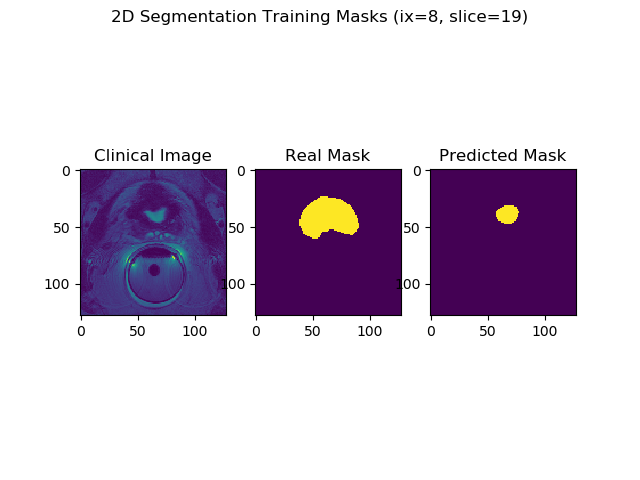 2D Segmentation Training Masks (ix=8, slice=19)
Clinical Image Real Mask Predicted Mask
0 0 0
50 50 50
100 100 100
0 50 100 0 50 100 0 50 100